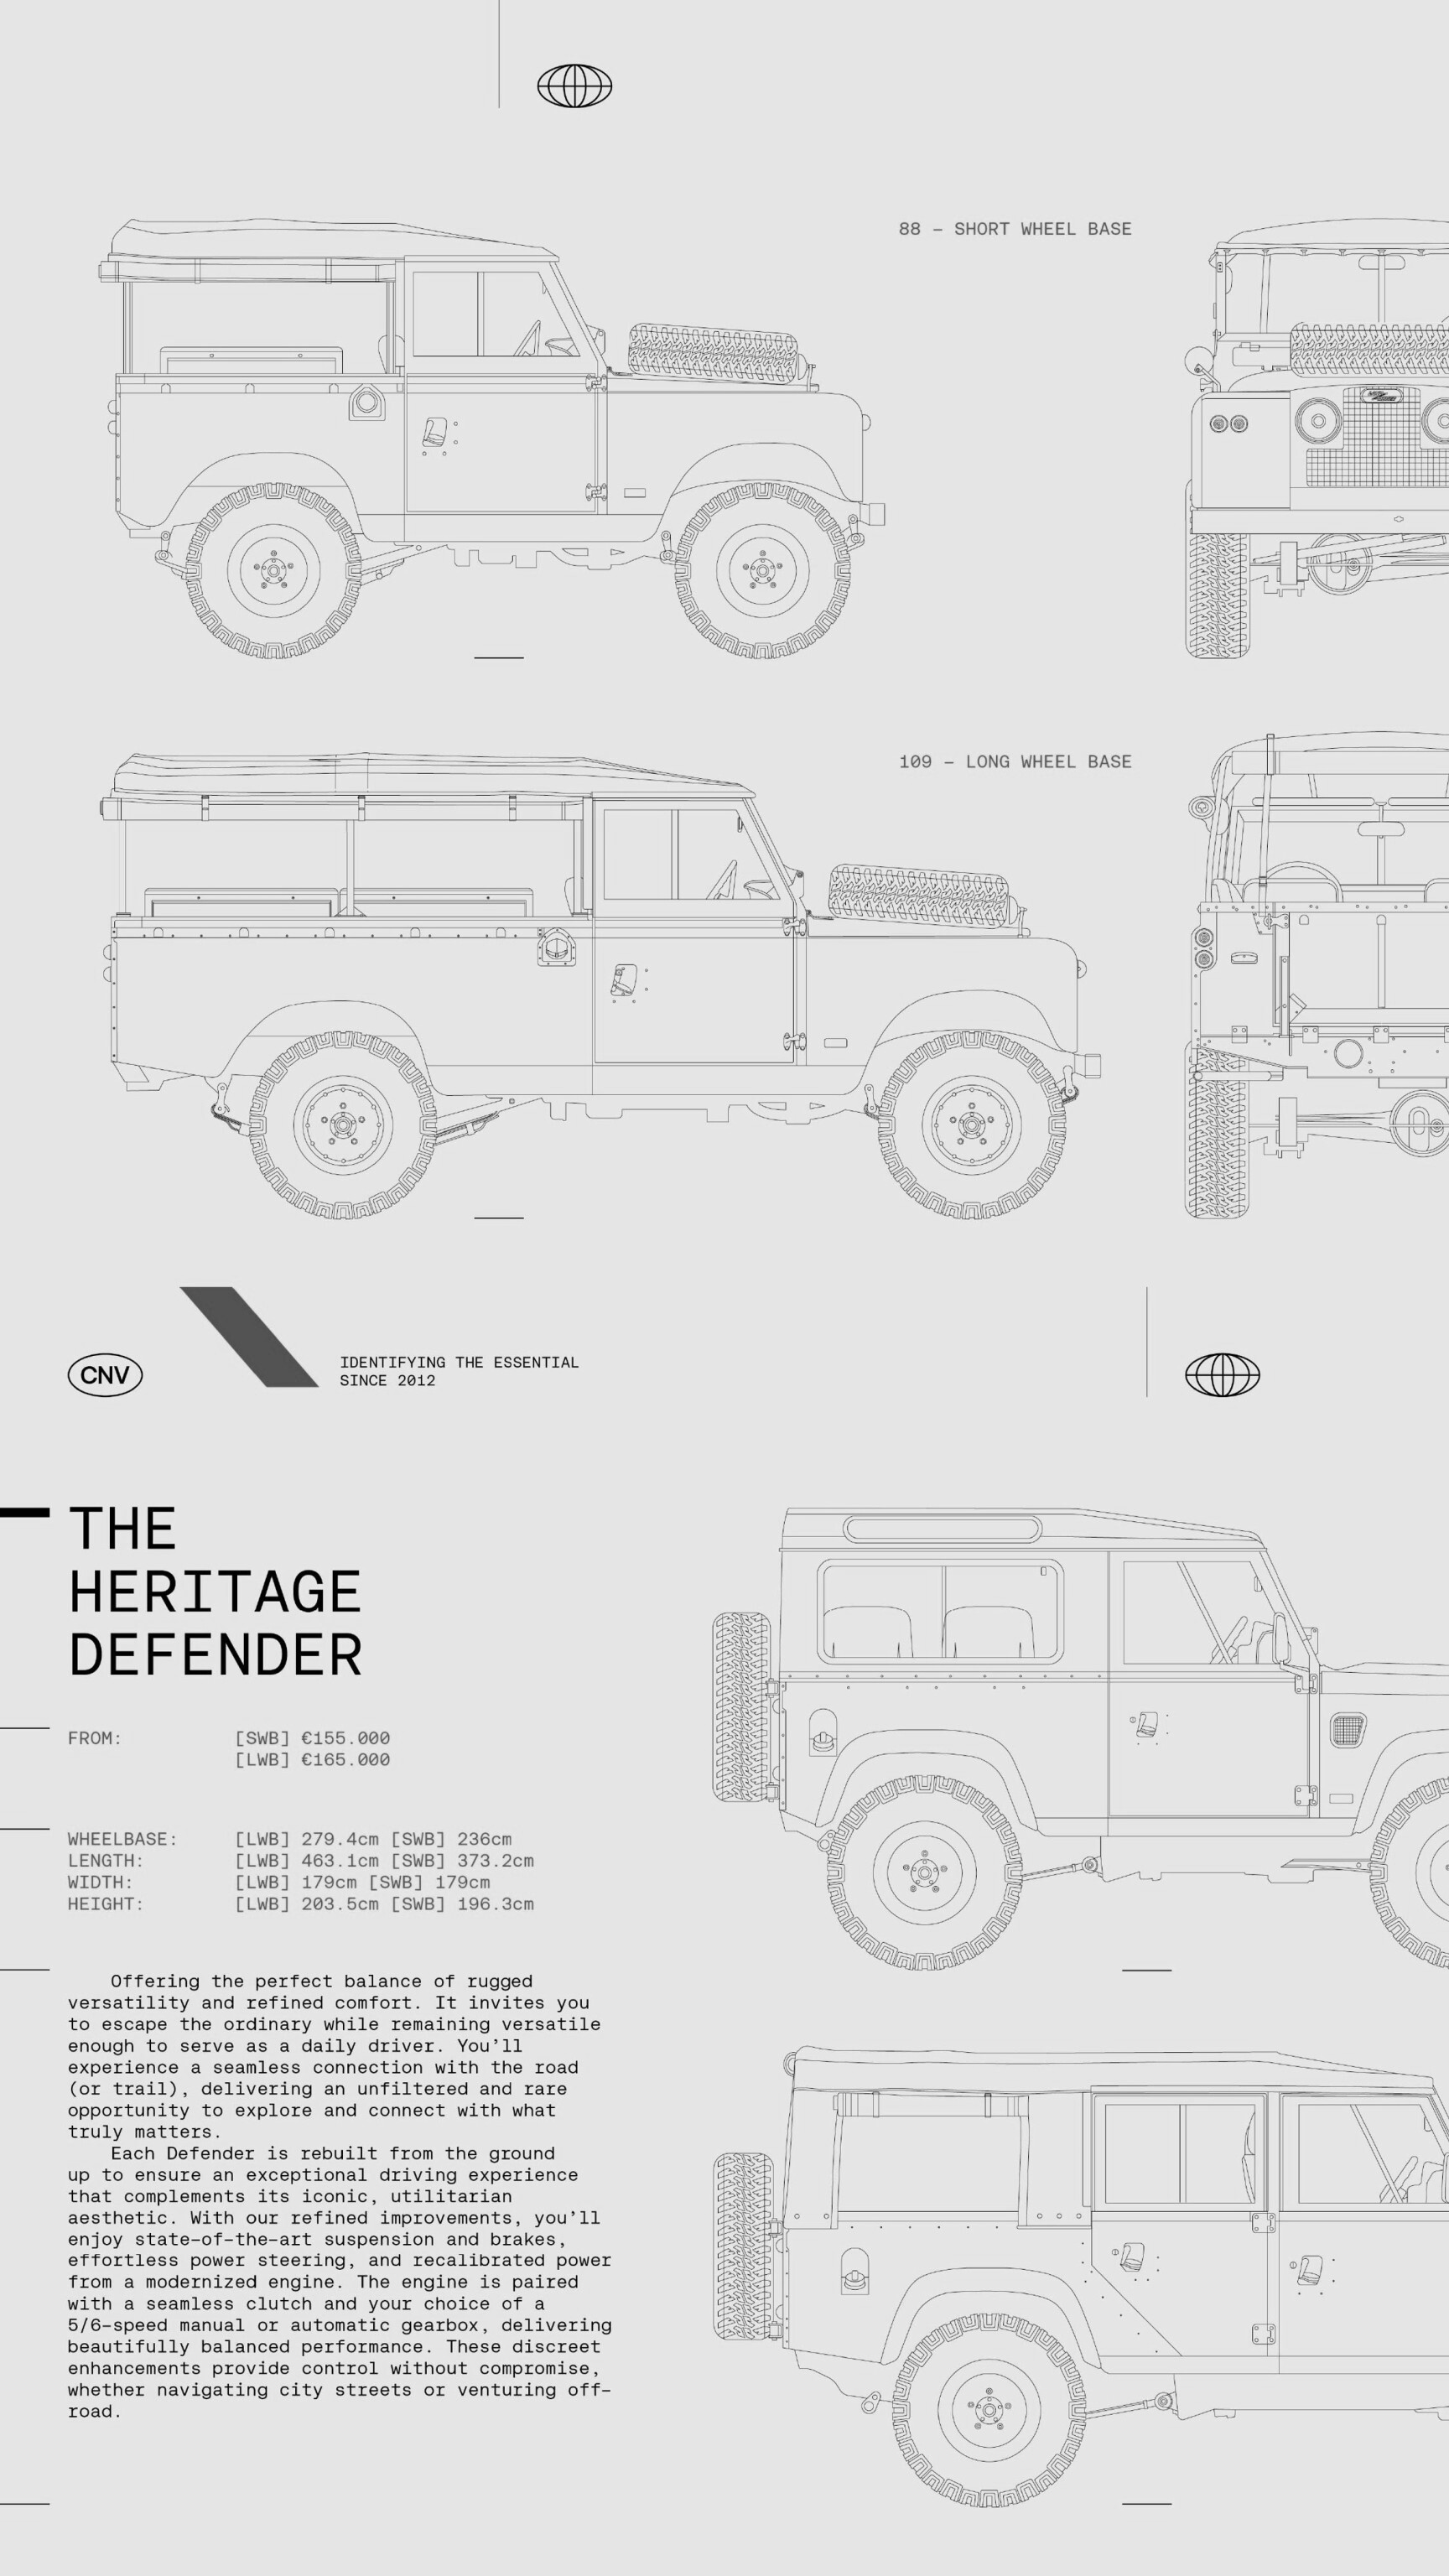 88 – SHORT WHEEL BASE
109 – LONG WHEEL BASE
CNV
IDENTIFYING THE ESSENTIAL
SINCE 2012
THE
HERITAGE
DEFENDER
FROM: [SWB] €155.000
[LWB] €165.000
WHEELBASE: [LWB] 279.4cm [SWB] 236cm
LENGTH: [LWB] 463.1cm [SWB] 373.2cm
WIDTH: [LWB] 179cm [SWB] 179cm
HEIGHT: [LWB] 203.5cm [SWB] 196.3cm
Offering the perfect balance of rugged
versatility and refined comfort. It invites you
to escape the ordinary while remaining versatile
enough to serve as a daily driver. You’ll
experience a seamless connection with the road
(or trail), delivering an unfiltered and rare
opportunity to explore and connect with what
truly matters.
Each Defender is rebuilt from the ground
up to ensure an exceptional driving experience
that complements its iconic, utilitarian
aesthetic. With our refined improvements, you’ll
enjoy state–of–the–art suspension and brakes,
effortless power steering, and recalibrated power
from a modernized engine. The engine is paired
with a seamless clutch and your choice of a
5/6–speed manual or automatic gearbox, delivering
beautifully balanced performance. These discreet
enhancements provide control without compromise,
whether navigating city streets or venturing off–
road.